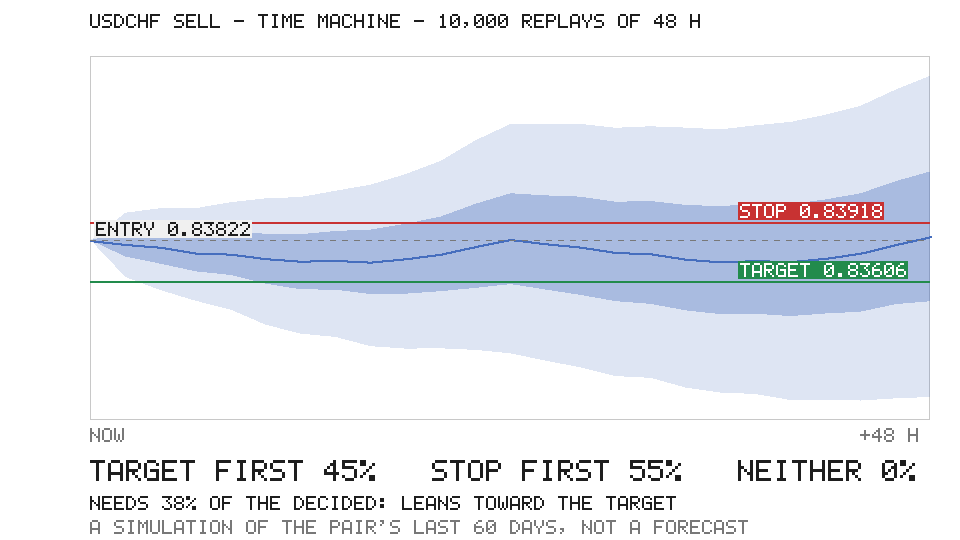 USDCHF SELL - TIME MACHINE - 10,000 REPLAYS OF 48 H
STOP 0.83918
ENTRY 0.83822
TARGET 0.83606
NOW +48 H
TARGET FIRST 45% STOP FIRST 55% NEITHER 0%
NEEDS 38% OF THE DECIDED: LEANS TOWARD THE TARGET
A SIMULATION OF THE PAIR'S LAST 60 DAYS, NOT A FORECAST